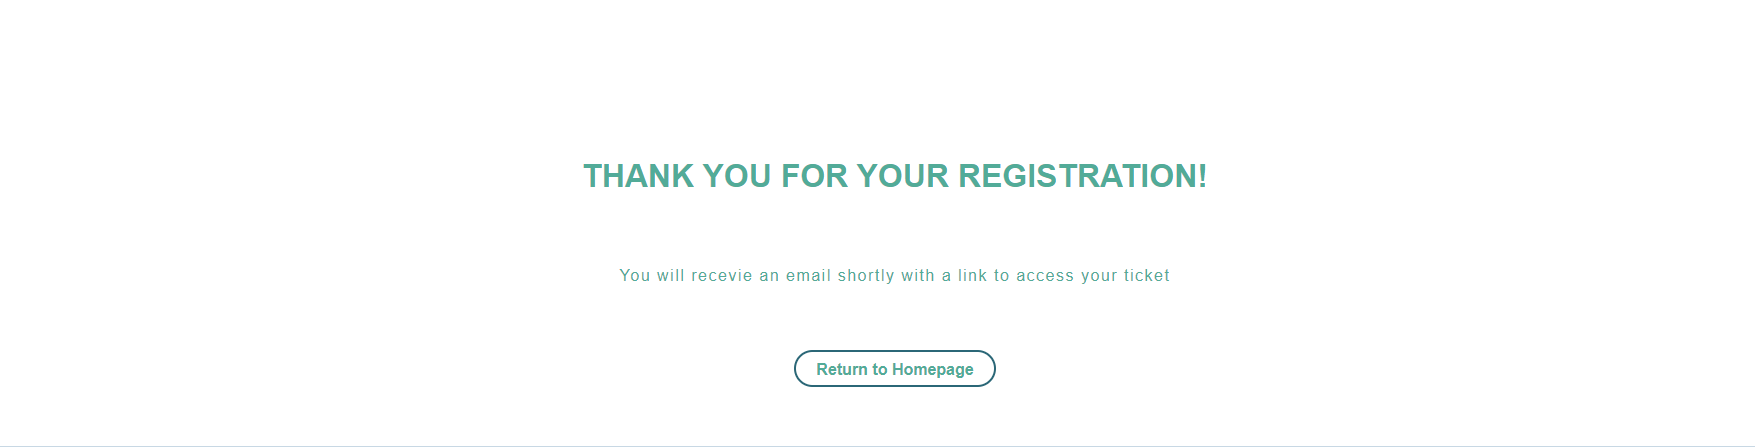 THANK YOU FOR YOUR REGISTRATION!
You will recevie an email shortly with a link to access your ticket
Return to Homepage